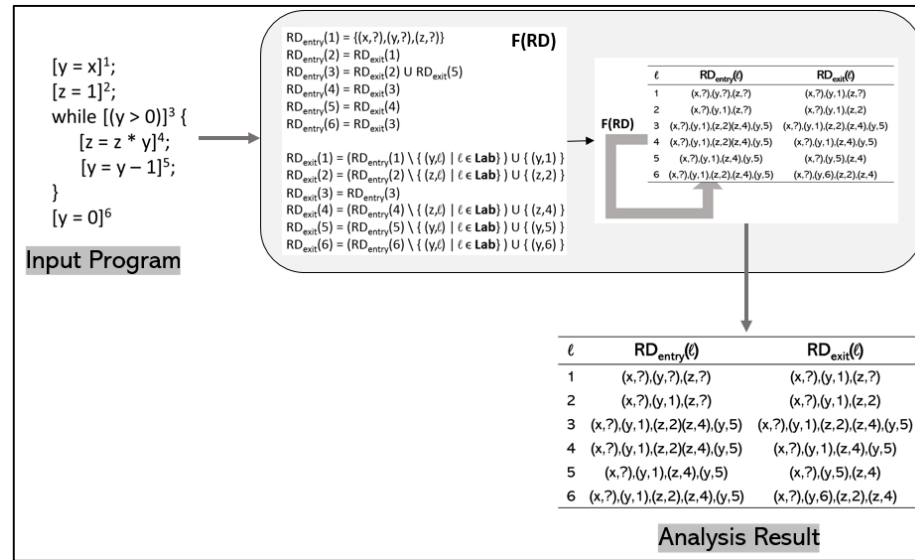 [y = x]¹;
[z = 1]²;
while [(y > 0)]³ {
[z = z * y]⁴;
[y = y – 1]⁵;
}
[y = 0]⁶
Input Program
F(RD)
RDentry(1) = {(x,?),(y,?),(z,?)}
RDentry(2) = RDexit(1)
RDentry(3) = RDexit(2) U RDexit(5)
RDentry(4) = RDexit(3)
RDentry(5) = RDexit(4)
RDentry(6) = RDexit(3)
RDexit(1) = (RDentry(1) \ { (y,ℓ) | ℓ ∈ Lab} ) U { (y,1) }
RDexit(2) = (RDentry(2) \ { (z,ℓ) | ℓ ∈ Lab} ) U { (z,2) }
RDexit(3) = RDentry(3)
RDexit(4) = (RDentry(4) \ { (z,ℓ) | ℓ ∈ Lab} ) U { (z,4) }
RDexit(5) = (RDentry(5) \ { (y,ℓ) | ℓ ∈ Lab} ) U { (y,5) }
RDexit(6) = (RDentry(6) \ { (y,ℓ) | ℓ ∈ Lab} ) U { (y,6) }
F(RD)
ℓ RDentry(ℓ) RDexit(ℓ)
1 (x,?),(y,?),(z,?) (x,?),(y,1),(z,?)
2 (x,?),(y,1),(z,?) (x,?),(y,1),(z,2)
3 (x,?),(y,1),(z,2)(z,4),(y,5) (x,?),(y,1),(z,2),(z,4),(y,5)
4 (x,?),(y,1),(z,2)(z,4),(y,5) (x,?),(y,1),(z,4),(y,5)
5 (x,?),(y,1),(z,4),(y,5) (x,?),(y,5),(z,4)
6 (x,?),(y,1),(z,2),(z,4),(y,5) (x,?),(y,6),(z,2),(z,4)
ℓ RDentry(ℓ) RDexit(ℓ)
1 (x,?),(y,?),(z,?) (x,?),(y,1),(z,?)
2 (x,?),(y,1),(z,?) (x,?),(y,1),(z,2)
3 (x,?),(y,1),(z,2)(z,4),(y,5) (x,?),(y,1),(z,2),(z,4),(y,5)
4 (x,?),(y,1),(z,2)(z,4),(y,5) (x,?),(y,1),(z,4),(y,5)
5 (x,?),(y,1),(z,4),(y,5) (x,?),(y,5),(z,4)
6 (x,?),(y,1),(z,2),(z,4),(y,5) (x,?),(y,6),(z,2),(z,4)
Analysis Result